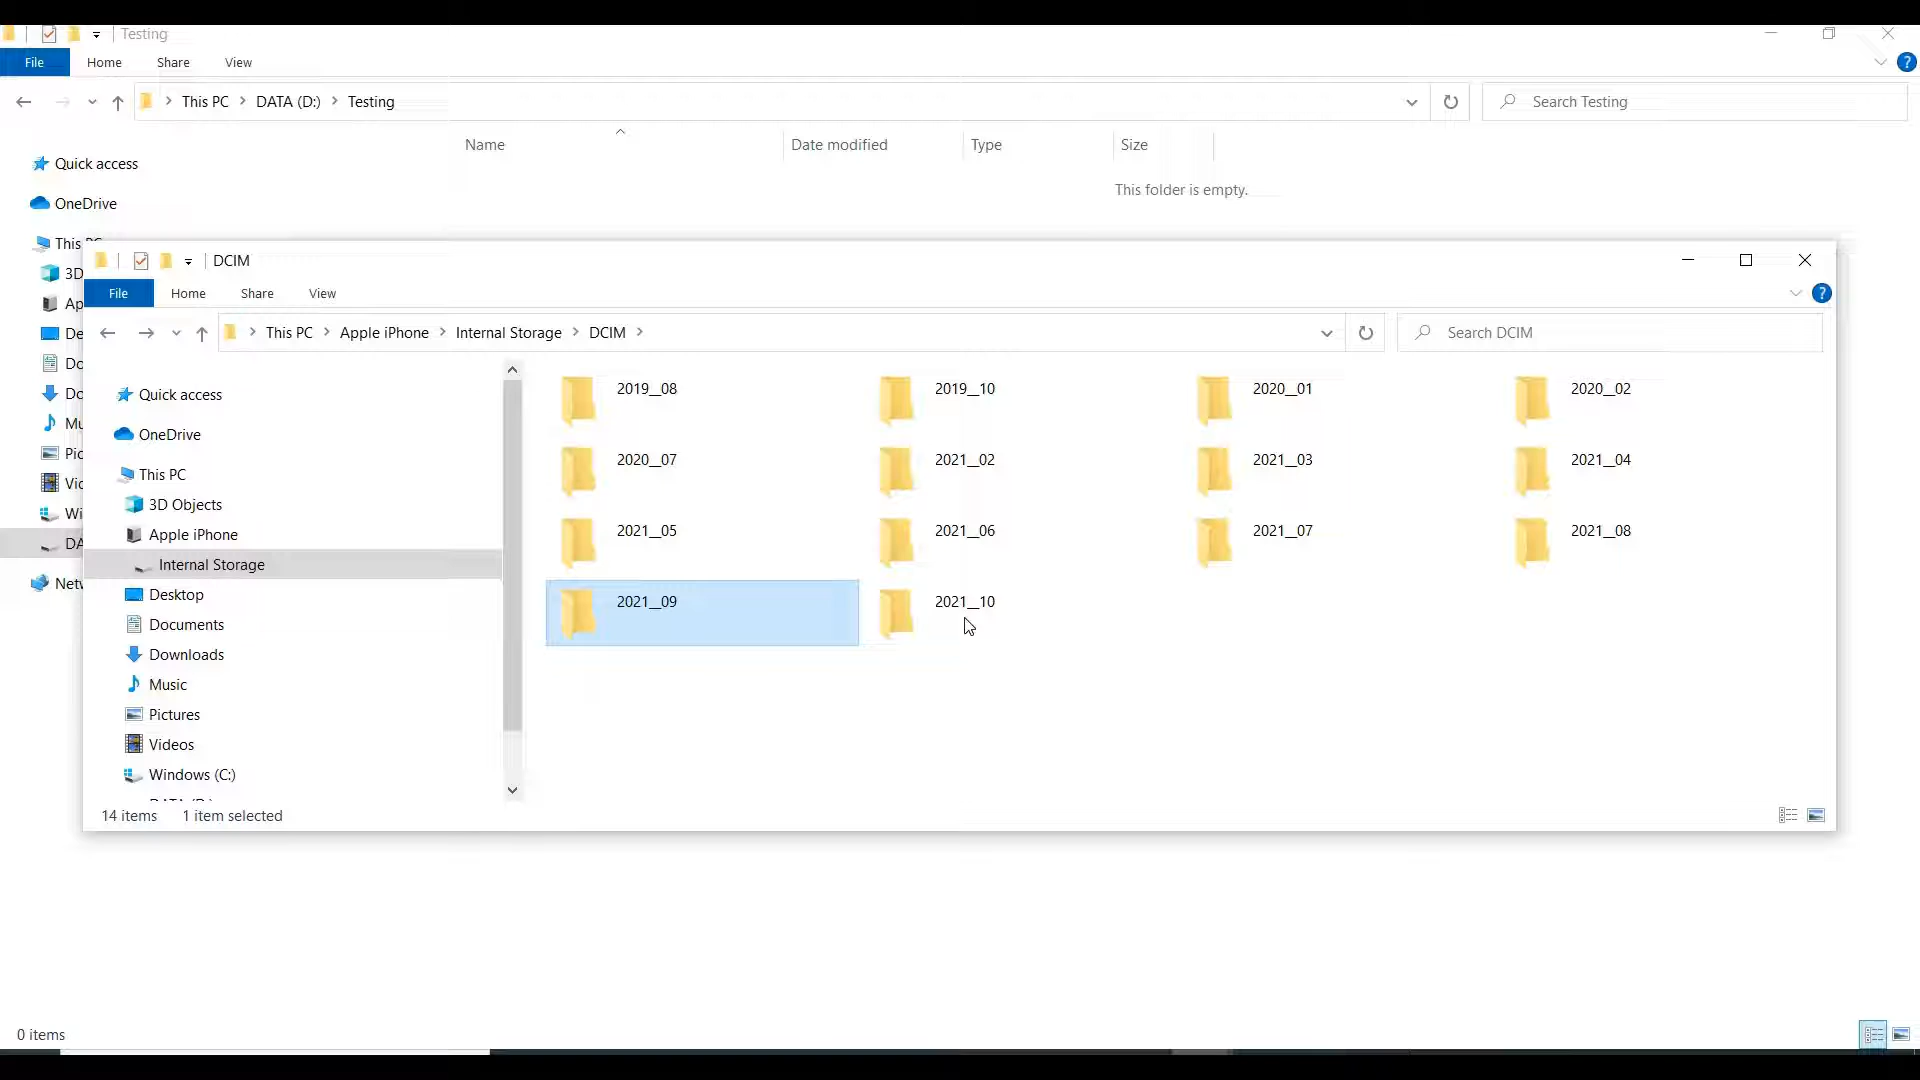 Testing
File Home Share View
?
This PC DATA (D:) Testing
Search Testing
Name Date modified Type Size
This folder is empty.
Quick access
OneDrive
This PC
3D
Ap
De
Do
Do
Mu
Pic
Vid
Wi
DA
Netw
0 items
DCIM
File Home Share View
?
This PC Apple iPhone Internal Storage DCIM
Search DCIM
Quick access
OneDrive
This PC
3D Objects
Apple iPhone
Internal Storage
Desktop
Documents
Downloads
Music
Pictures
Videos
Windows (C:)
2019__08 2019__10 2020__01 2020__02
2020__07 2021__02 2021__03 2021__04
2021__05 2021__06 2021__07 2021__08
2021__09 2021__10
14 items 1 item selected